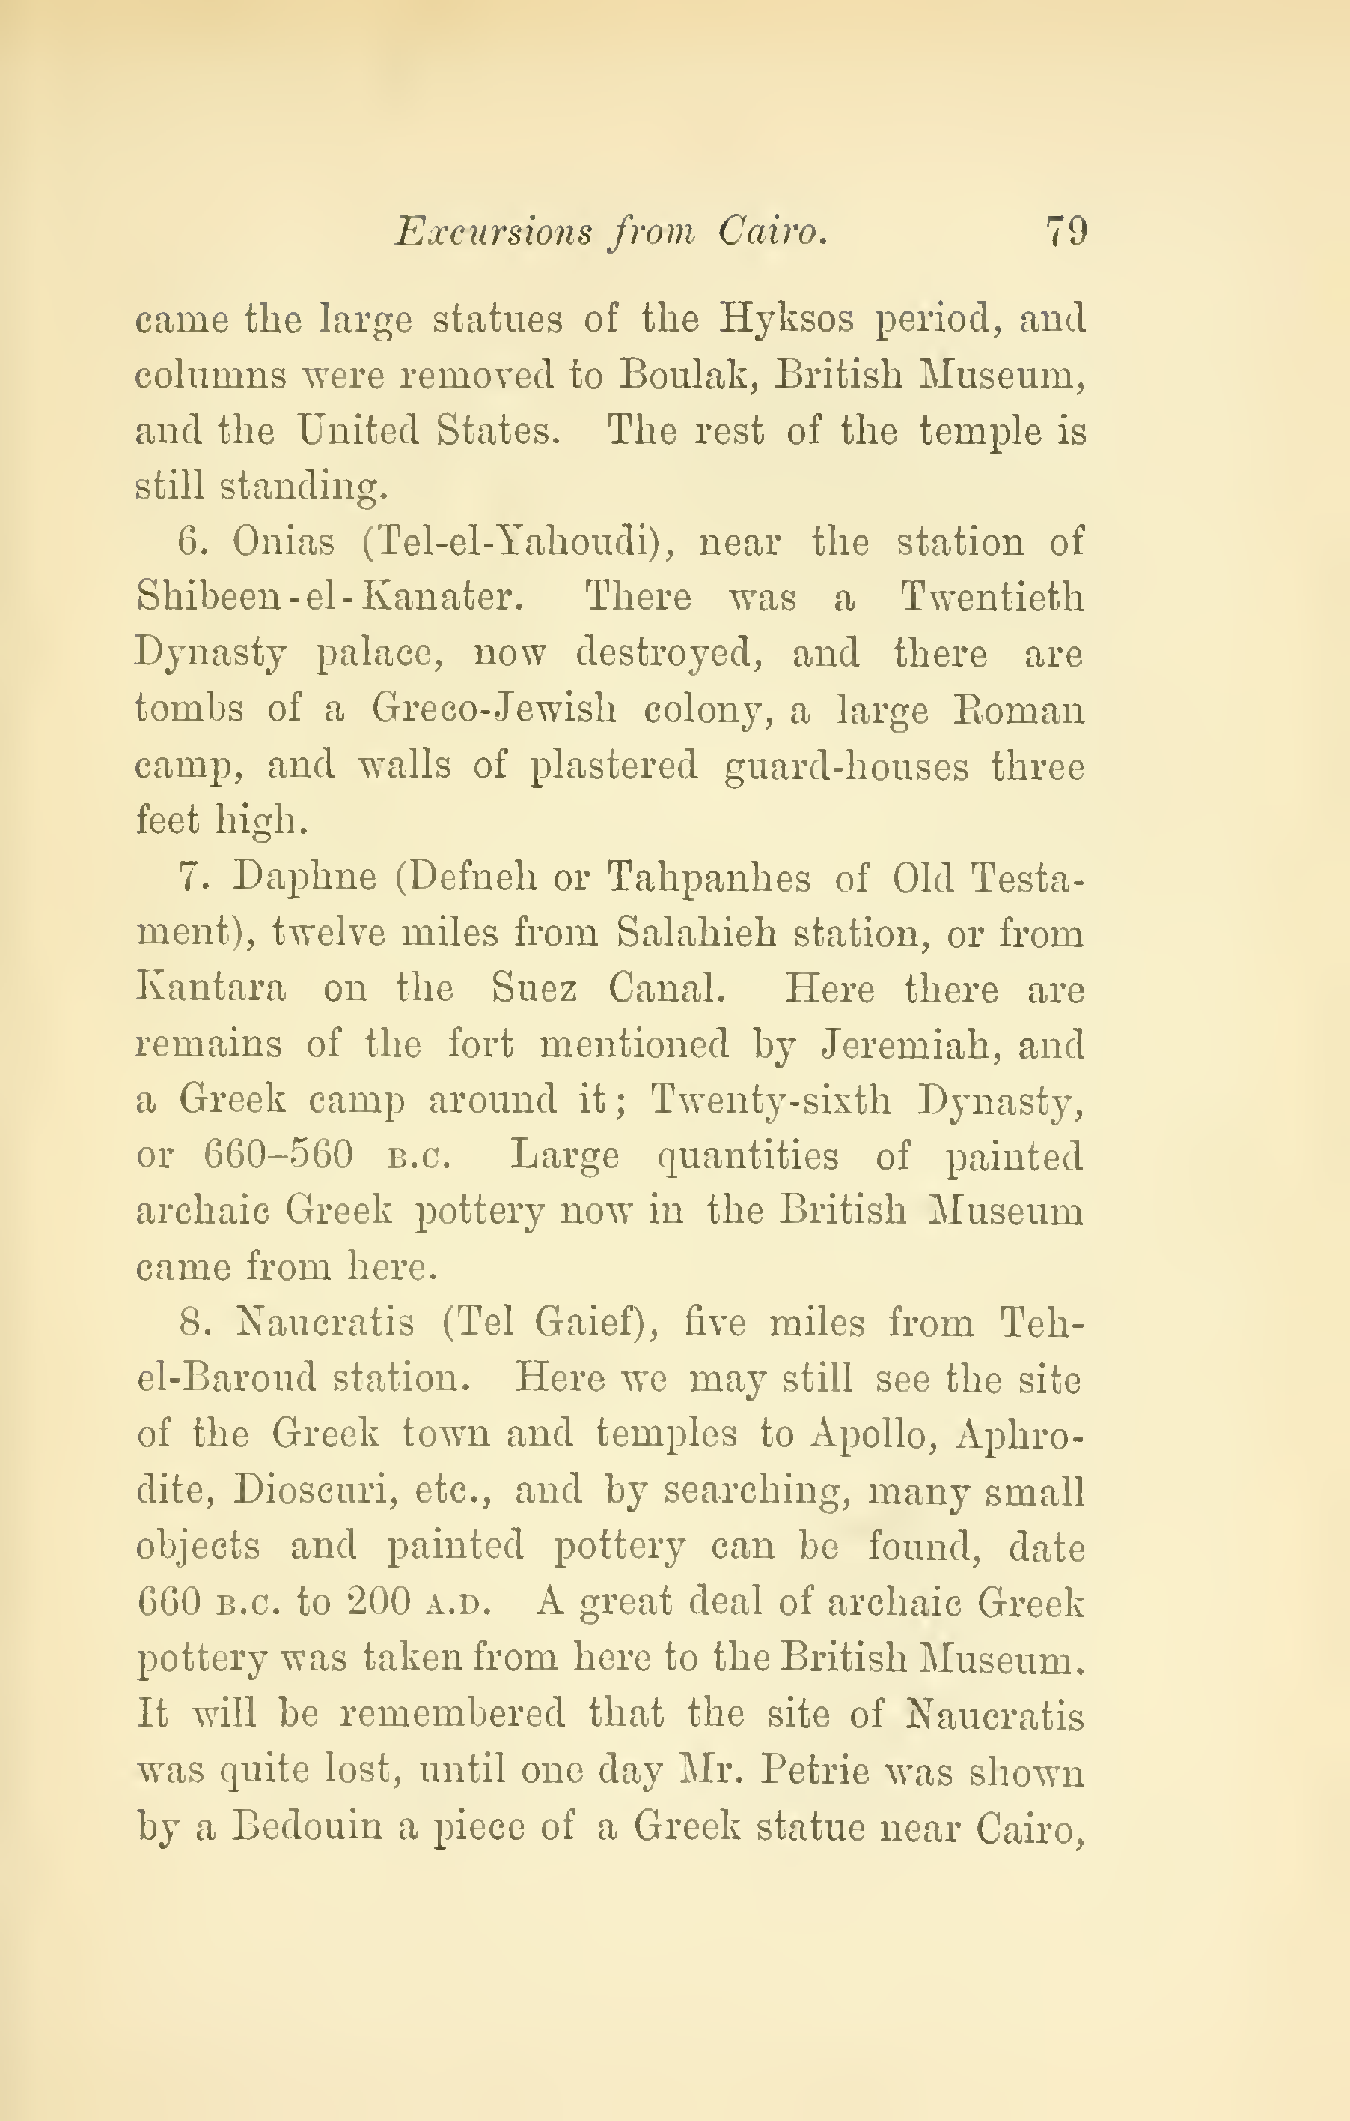 Excursions from Cairo. 79
came the large statues of the Hyksos period, and
columns were removed to Boulak, British Museum,
and the United States. The rest of the temple is
still standing.
6. Onias (Tel-el-Yahoudi), near the station of
Shibeen-el-Kanater. There was a Twentieth
Dynasty palace, now destroyed, and there are
tombs of a Greco-Jewish colony, a large Roman
camp, and walls of plastered guard-houses three
feet high.
7. Daphne (Defneh or Tahpanhes of Old Testa-
ment), twelve miles from Salahieh station, or from
Kantara on the Suez Canal. Here there are
remains of the fort mentioned by Jeremiah, and
a Greek camp around it; Twenty-sixth Dynasty,
or 660–560 B.C. Large quantities of painted
archaic Greek pottery now in the British Museum
came from here.
8. Naucratis (Tel Gaief), five miles from Teh-
el-Baroud station. Here we may still see the site
of the Greek town and temples to Apollo, Aphro-
dite, Dioscuri, etc., and by searching, many small
objects and painted pottery can be found, date
660 B.C. to 200 A.D. A great deal of archaic Greek
pottery was taken from here to the British Museum.
It will be remembered that the site of Naucratis
was quite lost, until one day Mr. Petrie was shown
by a Bedouin a piece of a Greek statue near Cairo,